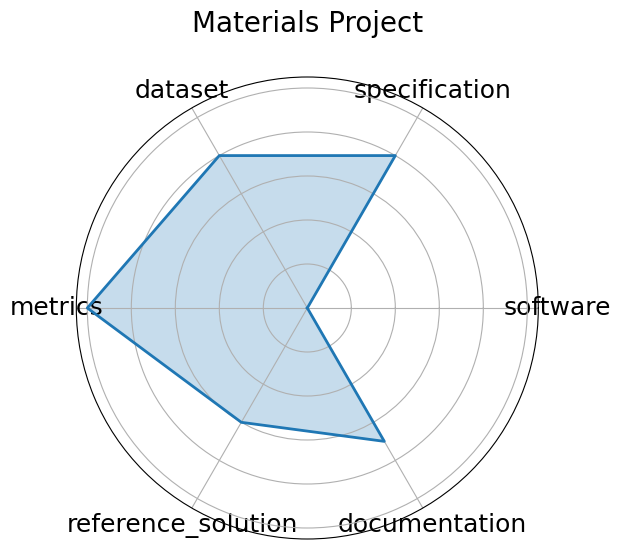 Materials Project
dataset
specification
metrics
software
reference_solution
documentation